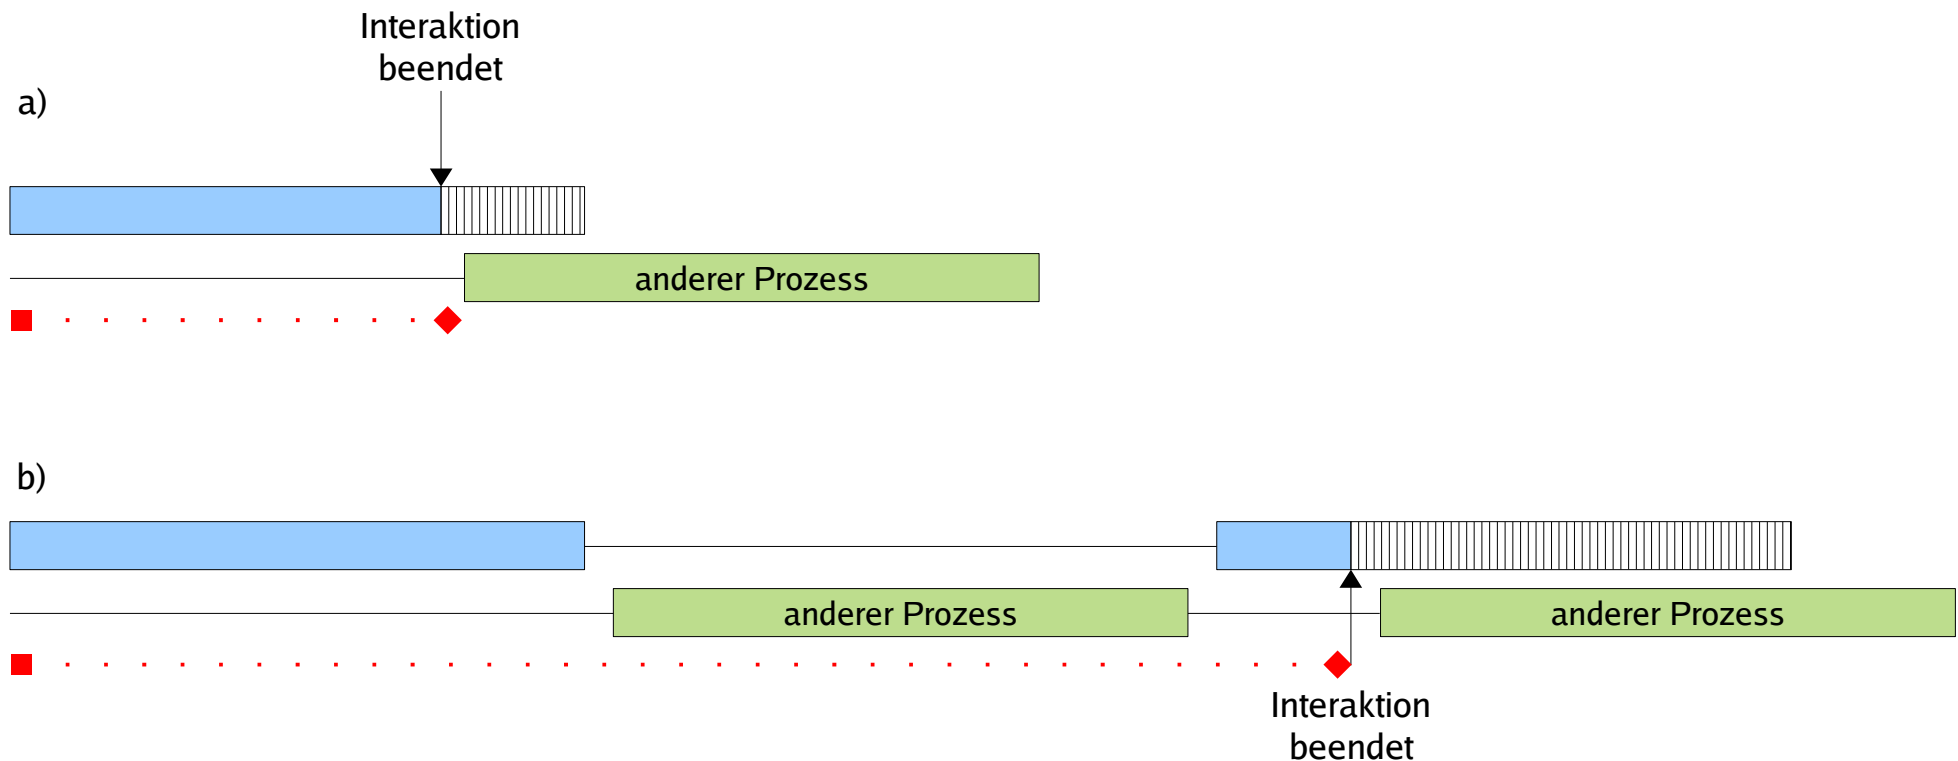 Interaktion
beendet
a)
anderer Prozess
b)
anderer Prozess
anderer Prozess
Interaktion
beendet